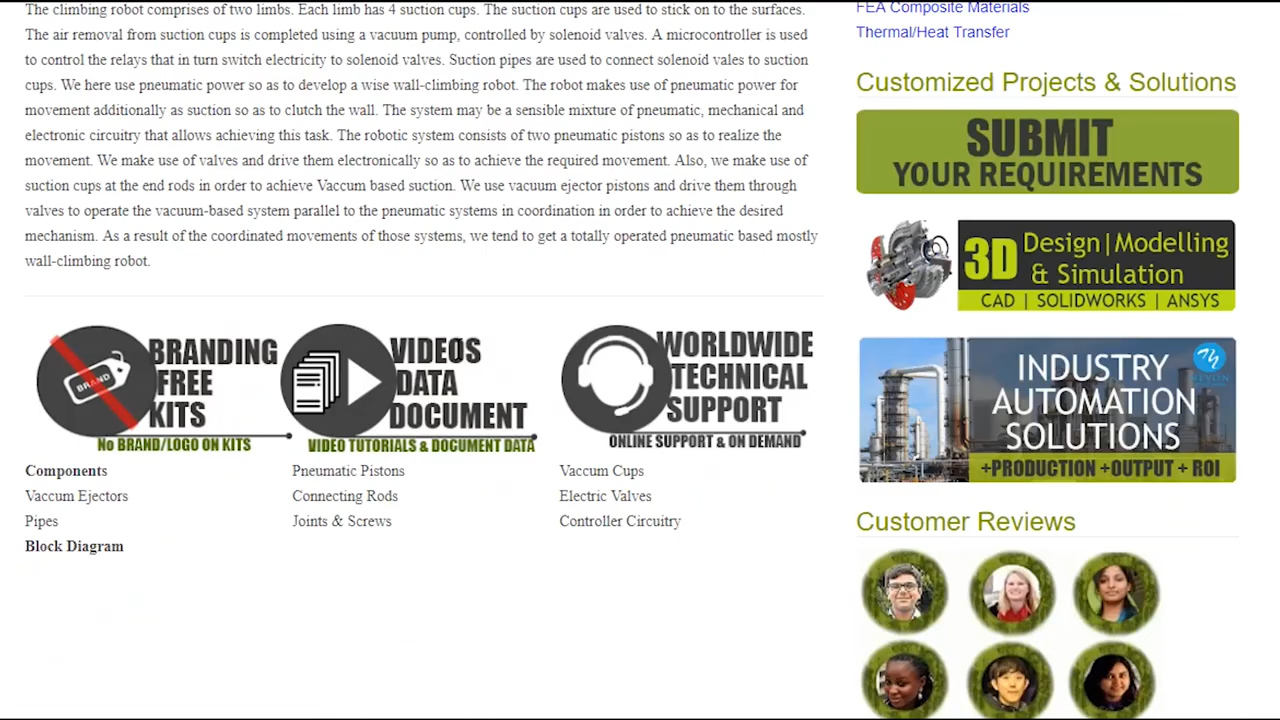 The climbing robot comprises of two limbs. Each limb has 4 suction cups. The suction cups are used to stick on to the surfaces.
The air removal from suction cups is completed using a vacuum pump, controlled by solenoid valves. A microcontroller is used
to control the relays that in turn switch electricity to solenoid valves. Suction pipes are used to connect solenoid vales to suction
cups. We here use pneumatic power so as to develop a wise wall-climbing robot. The robot makes use of pneumatic power for
movement additionally as suction so as to clutch the wall. The system may be a sensible mixture of pneumatic, mechanical and
electronic circuitry that allows achieving this task. The robotic system consists of two pneumatic pistons so as to realize the
movement. We make use of valves and drive them electronically so as to achieve the required movement. Also, we make use of
suction cups at the end rods in order to achieve Vaccum based suction. We use vacuum ejector pistons and drive them through
valves to operate the vacuum-based system parallel to the pneumatic systems in coordination in order to achieve the desired
mechanism. As a result of the coordinated movements of those systems, we tend to get a totally operated pneumatic based mostly
wall-climbing robot.
BRAND
BRANDING
FREE
KITS
No BRAND/LOGO ON KITS
VIDEOS
DATA
DOCUMENT
VIDEO TUTORIALS & DOCUMENT DATA
WORLDWIDE
TECHNICAL
SUPPORT
ONLINE SUPPORT & ON DEMAND
Components
Pneumatic Pistons
Vaccum Cups
Vaccum Ejectors
Connecting Rods
Electric Valves
Pipes
Joints & Screws
Controller Circuitry
Block Diagram
FEA Composite Materials
Thermal/Heat Transfer
Customized Projects & Solutions
SUBMIT
YOUR REQUIREMENTS
3D
Design|Modelling
& Simulation
CAD | SOLIDWORKS | ANSYS
INDUSTRY
AUTOMATION
SOLUTIONS
+PRODUCTION +OUTPUT + ROI
Customer Reviews